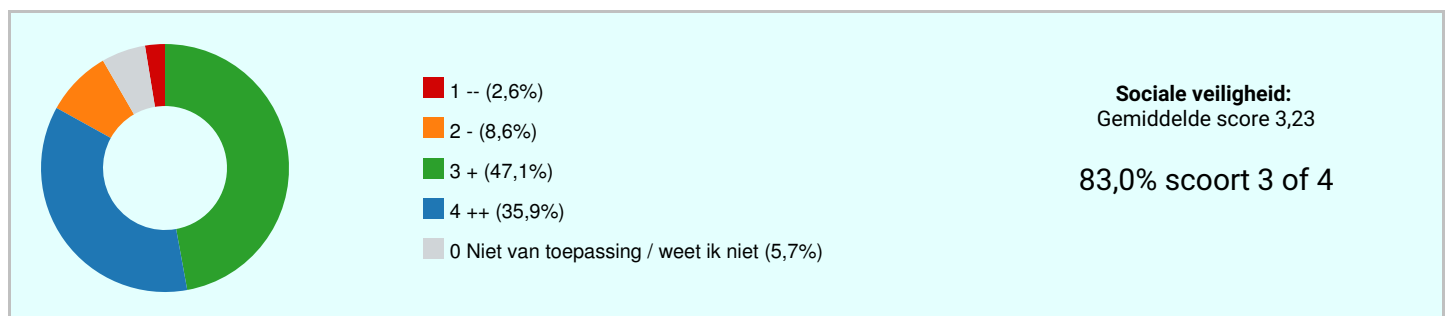 1 -- (2,6%)
2 - (8,6%)
3 + (47,1%)
4 ++ (35,9%)
0 Niet van toepassing / weet ik niet (5,7%)
Sociale veiligheid:
Gemiddelde score 3,23
83,0% scoort 3 of 4